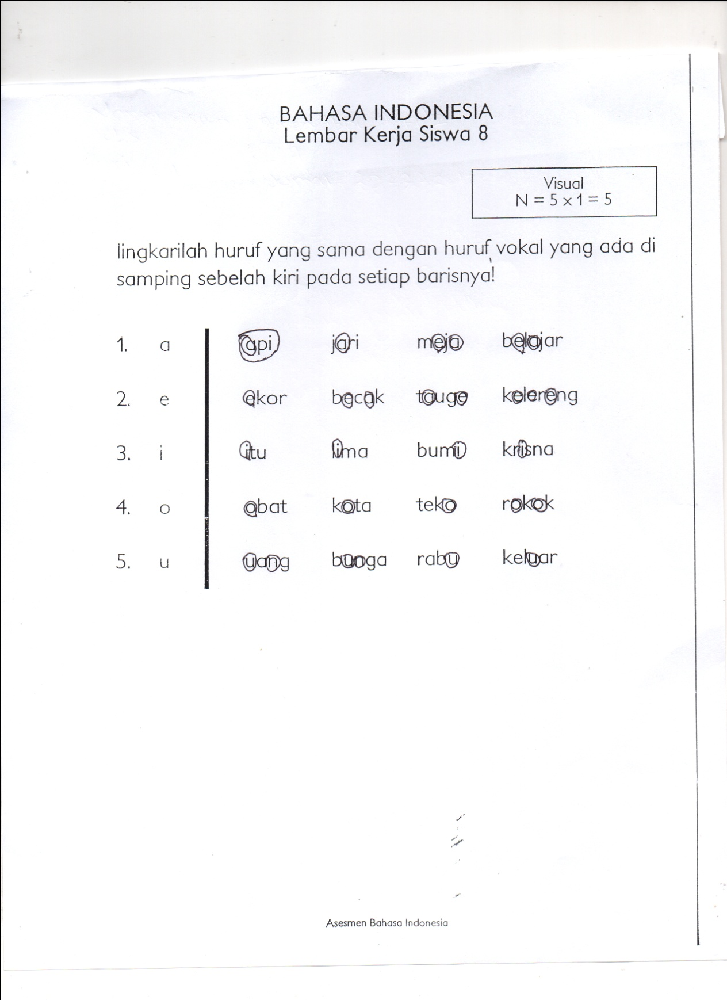 BAHASA INDONESIA
Lembar Kerja Siswa 8
Visual
N = 5 x 1 = 5
lingkarilah huruf yang sama dengan huruf vokal yang ada di
samping sebelah kiri pada setiap barisnya!
1. a api jari meja belajar
2. e ekor becak tauge kelereng
3. i itu lima bumi krisna
4. o obat kota teko rokok
5. u uang bunga rabu keluar
Asesmen Bahasa Indonesia